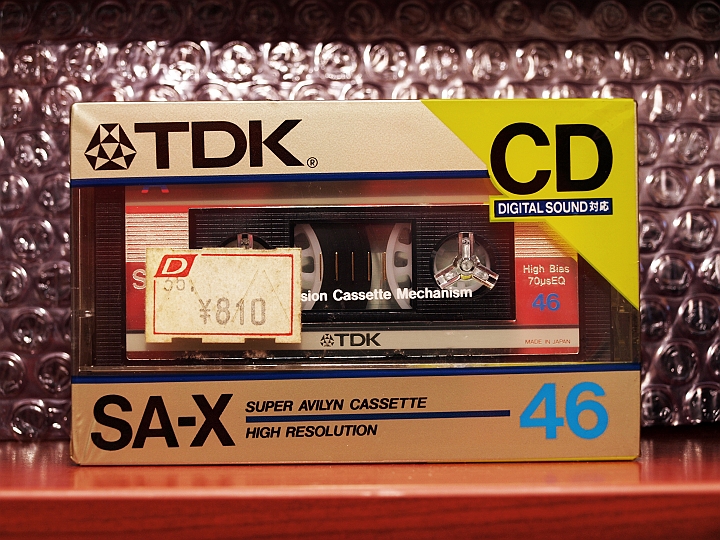 TDK®
CD
DIGITAL SOUND対応
D
¥810
sion Cassette Mechanism
High Bias
70µsEQ
46
TDK
MADE IN JAPAN
SA-X
SUPER AVILYN CASSETTE
HIGH RESOLUTION
46